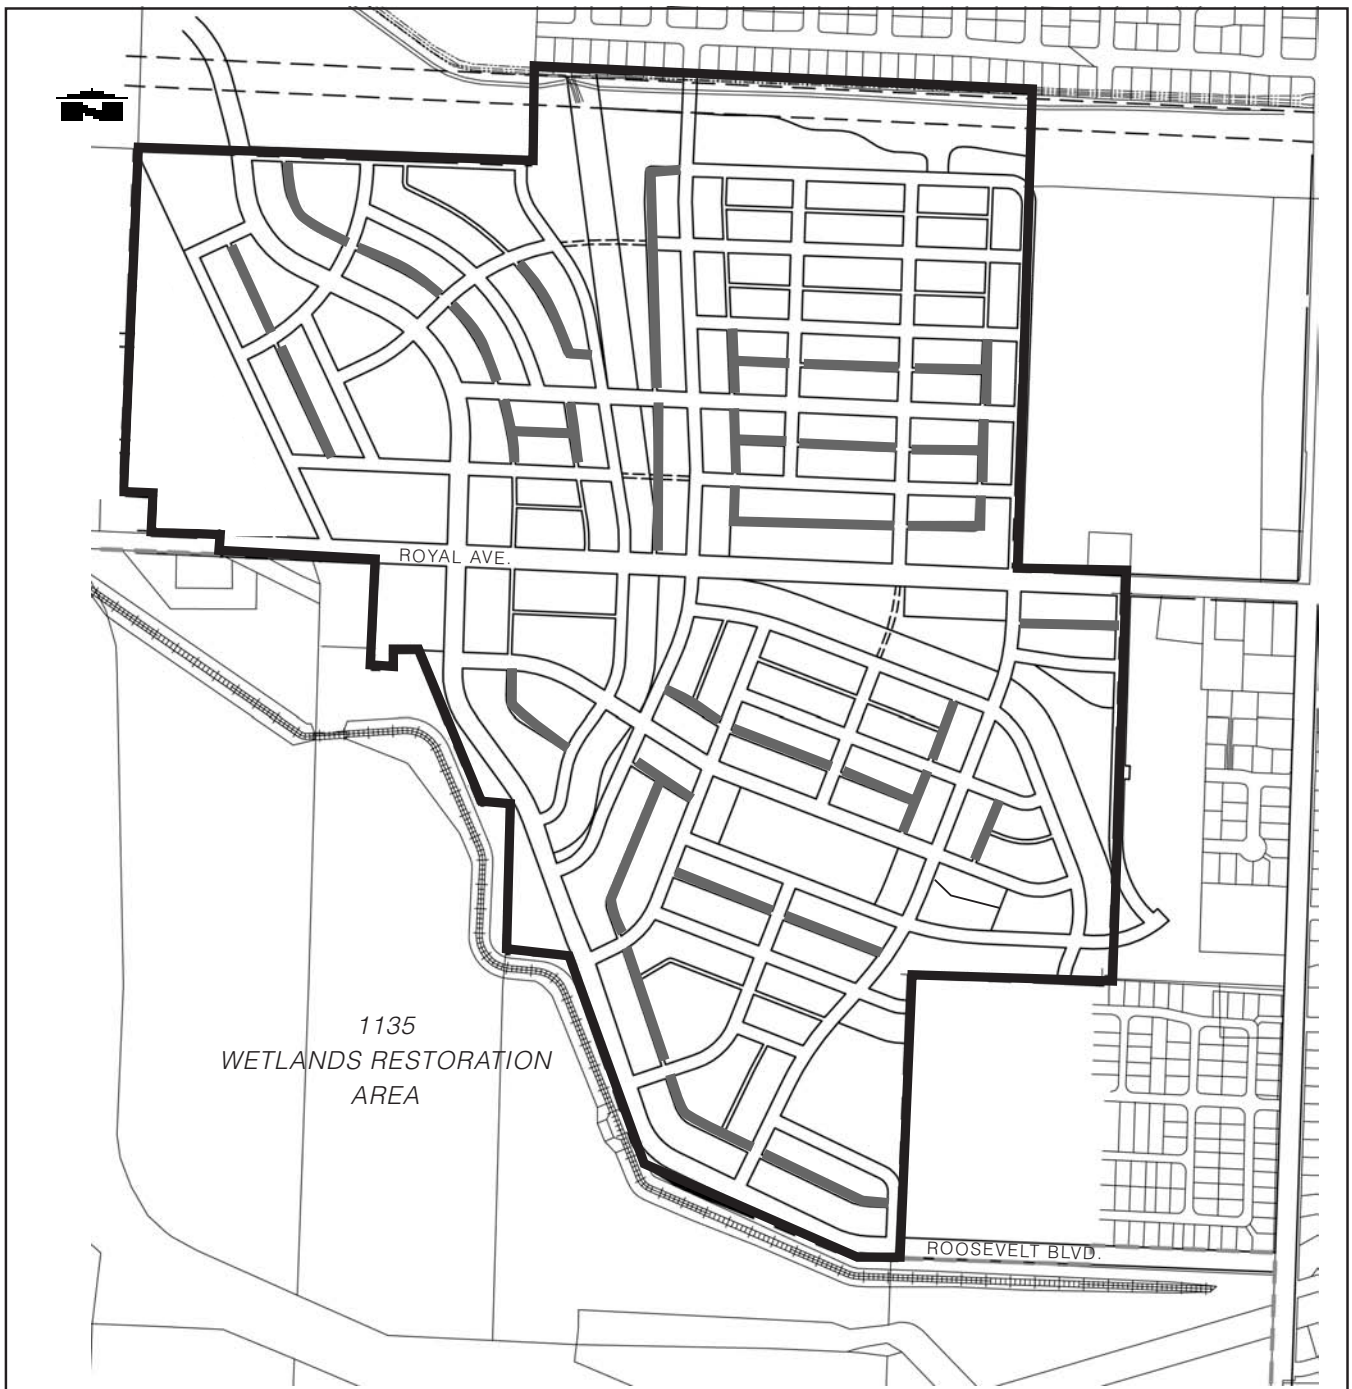 N
ROYAL AVE.
1135
WETLANDS RESTORATION
AREA
ROOSEVELT BLVD.